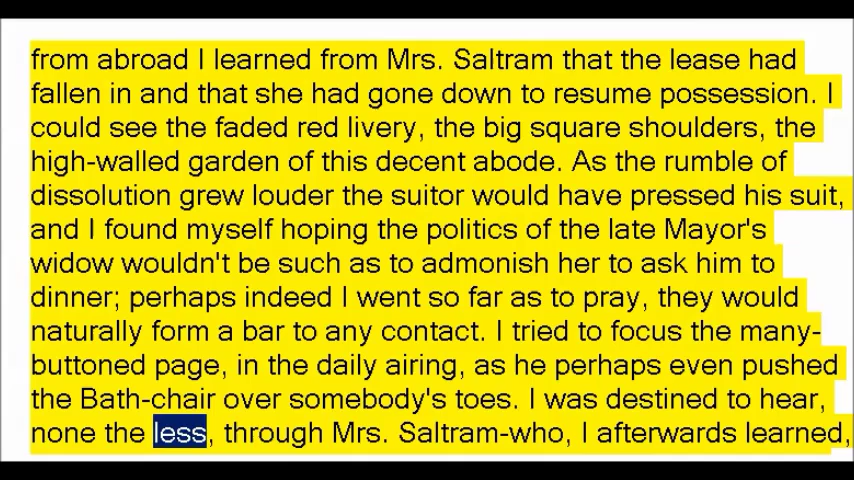 from abroad I learned from Mrs. Saltram that the lease had
fallen in and that she had gone down to resume possession. I
could see the faded red livery, the big square shoulders, the
high-walled garden of this decent abode. As the rumble of
dissolution grew louder the suitor would have pressed his suit,
and I found myself hoping the politics of the late Mayor's
widow wouldn't be such as to admonish her to ask him to
dinner; perhaps indeed I went so far as to pray, they would
naturally form a bar to any contact. I tried to focus the many-
buttoned page, in the daily airing, as he perhaps even pushed
the Bath-chair over somebody's toes. I was destined to hear,
none the less, through Mrs. Saltram-who, I afterwards learned,